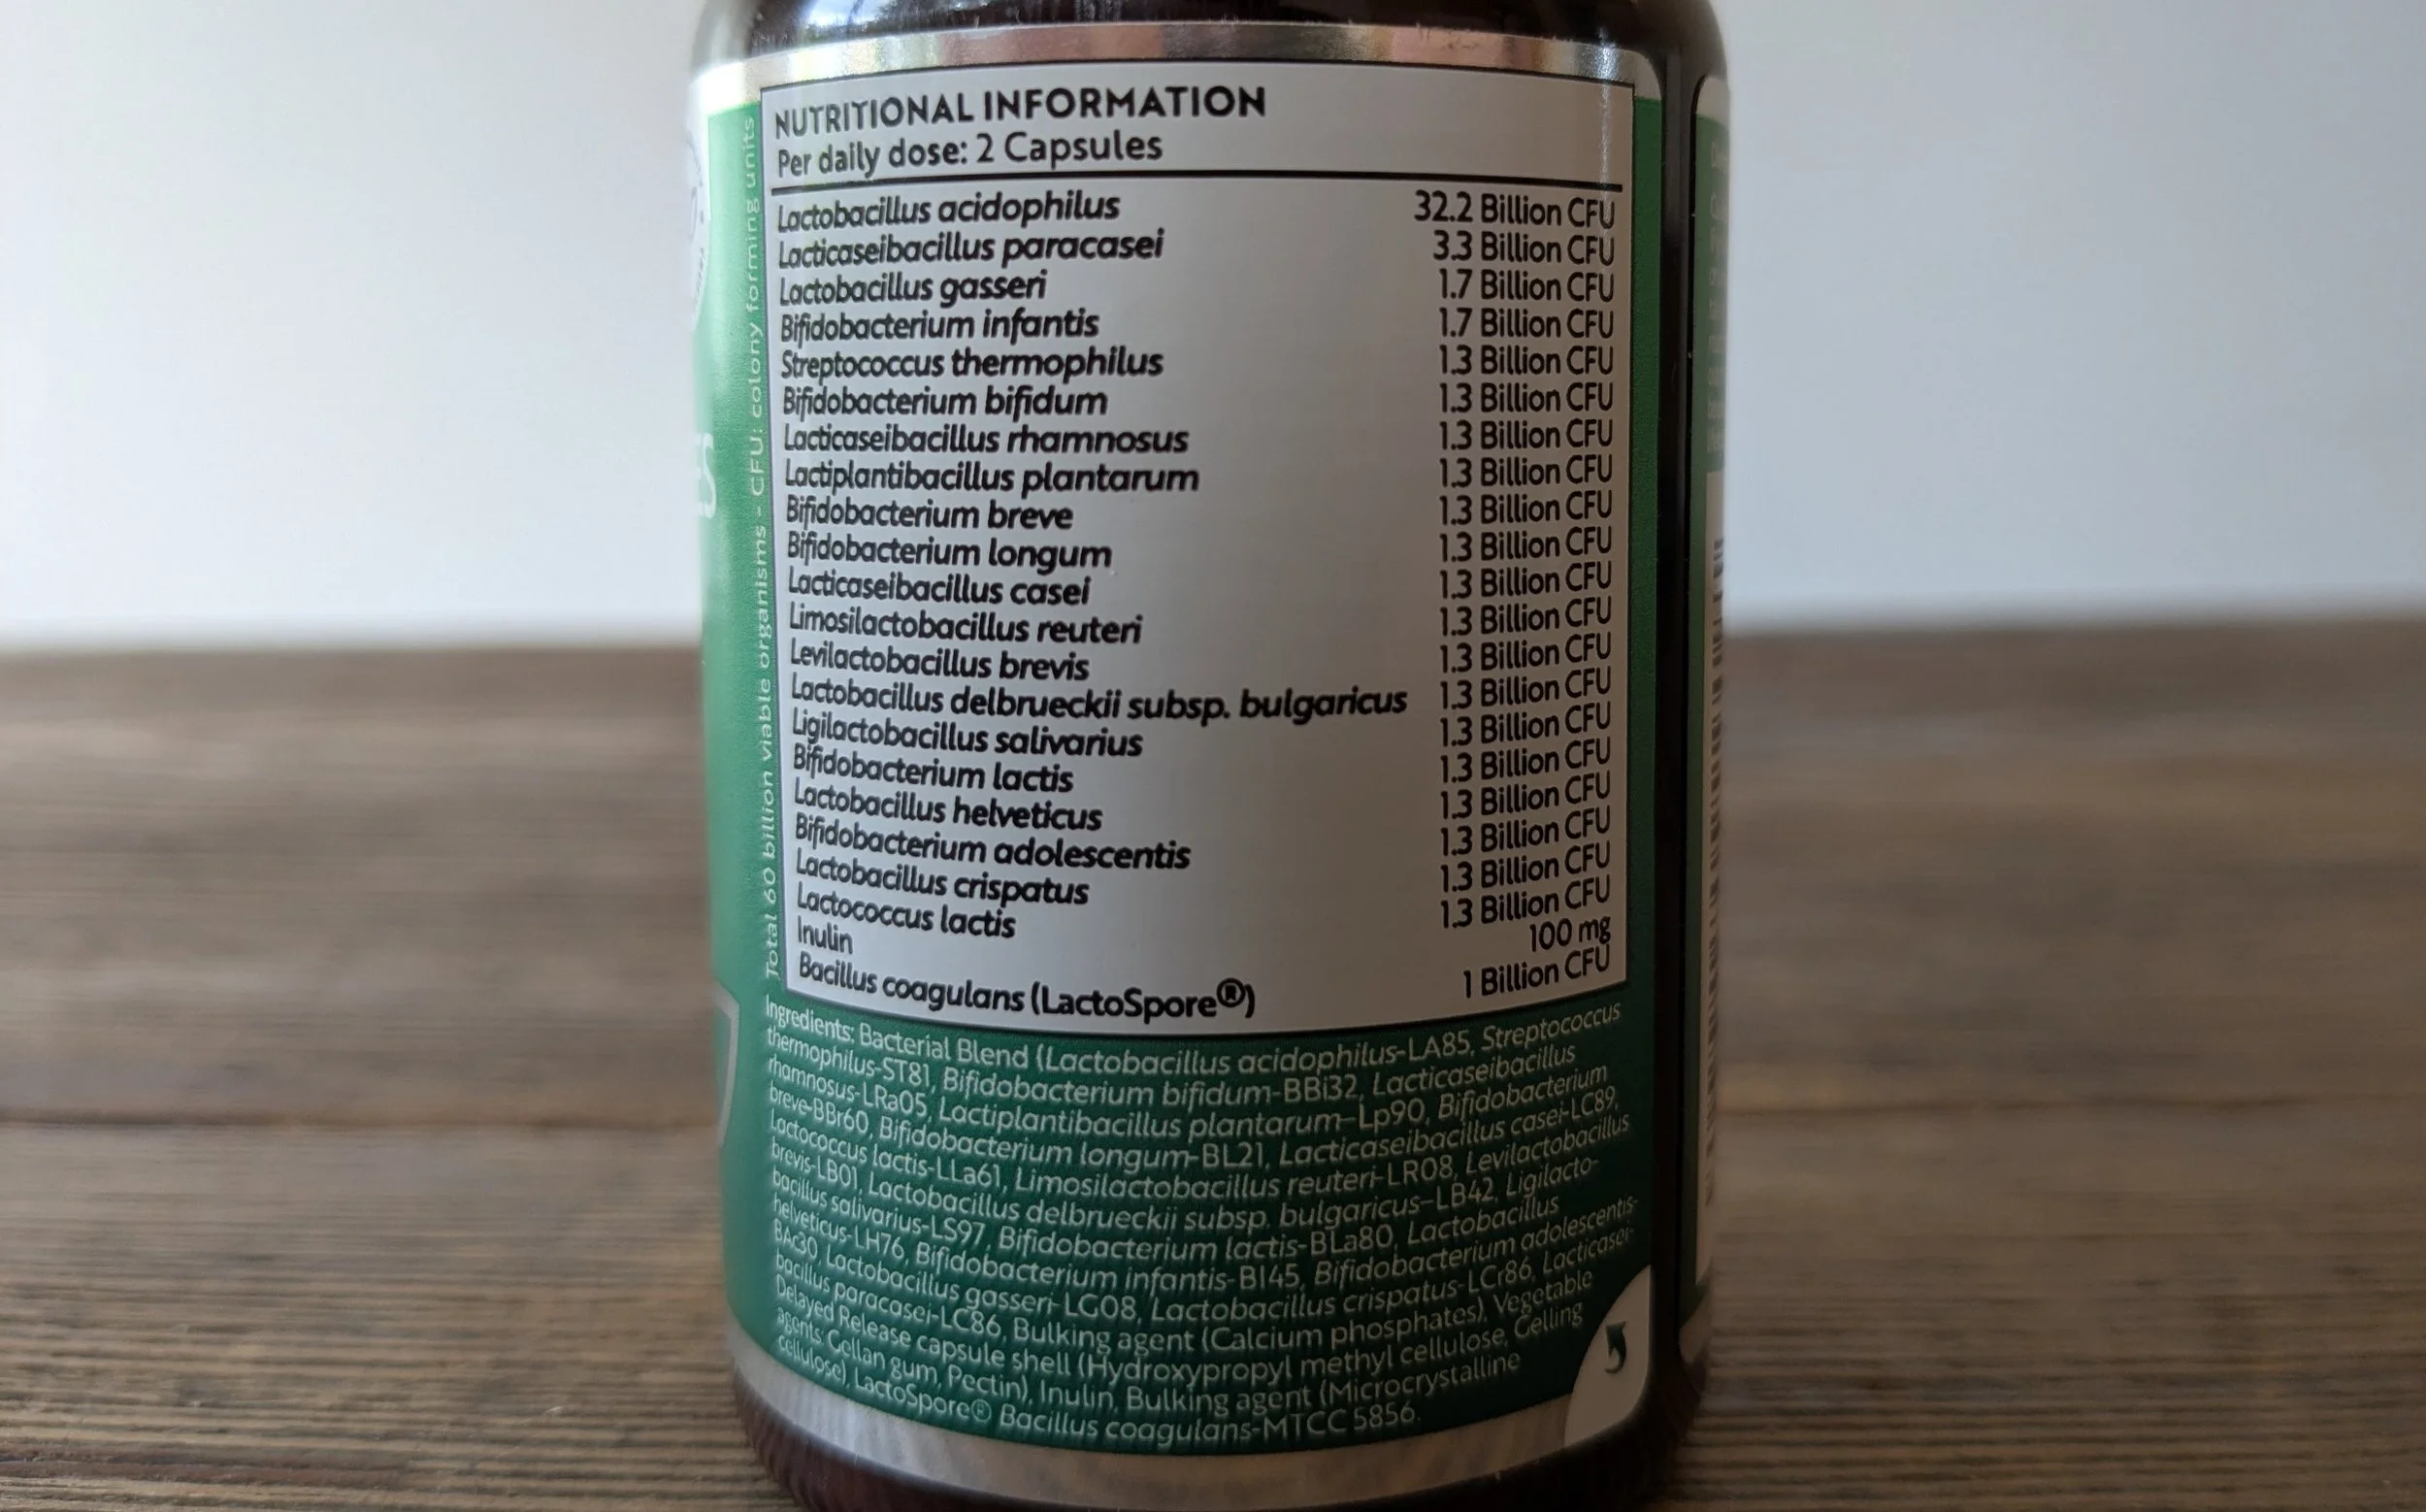 NUTRITIONAL INFORMATION
Per daily dose: 2 Capsules
Lactobacillus acidophilus 32.2 Billion CFU
Lacticaseibacillus paracasei 3.3 Billion CFU
Lactobacillus gasseri 1.7 Billion CFU
Bifidobacterium infantis 1.7 Billion CFU
Streptococcus thermophilus 1.3 Billion CFU
Bifidobacterium bifidum 1.3 Billion CFU
Lacticaseibacillus rhamnosus 1.3 Billion CFU
Lactiplantibacillus plantarum 1.3 Billion CFU
Bifidobacterium breve 1.3 Billion CFU
Bifidobacterium longum 1.3 Billion CFU
Lacticaseibacillus casei 1.3 Billion CFU
Limosilactobacillus reuteri 1.3 Billion CFU
Levilactobacillus brevis 1.3 Billion CFU
Lactobacillus delbrueckii subsp. bulgaricus 1.3 Billion CFU
Ligilactobacillus salivarius 1.3 Billion CFU
Bifidobacterium lactis 1.3 Billion CFU
Lactobacillus helveticus 1.3 Billion CFU
Bifidobacterium adolescentis 1.3 Billion CFU
Lactobacillus crispatus 1.3 Billion CFU
Lactococcus lactis 1.3 Billion CFU
Inulin 100 mg
Bacillus coagulans (LactoSpore®) 1 Billion CFU
Total 60 billion viable organisms - CFU: colony forming units
Ingredients: Bacterial Blend (Lactobacillus acidophilus-LA85, Streptococcus
thermophilus-ST81, Bifidobacterium bifidum-BBi32, Lacticaseibacillus
rhamnosus-LRa05, Lactiplantibacillus plantarum-Lp90, Bifidobacterium
breve-BBr60, Bifidobacterium longum-BL21, Lacticaseibacillus casei-LC89,
Lactococcus lactis-LLa61, Limosilactobacillus reuteri-LR08, Levilactobacillus
brevis-LB01, Lactobacillus delbrueckii subsp. bulgaricus-LB42, Ligilacto-
bacillus salivarius-LS97, Bifidobacterium lactis-BLa80, Lactobacillus
helveticus-LH76, Bifidobacterium infantis-BI45, Bifidobacterium adolescentis-
BAc30, Lactobacillus gasseri-LG08, Lactobacillus crispatus-LCr86, Lacticasei-
bacillus paracasei-LC86, Bulking agent (Calcium phosphates), Vegetable
Delayed Release capsule shell (Hydroxypropyl methyl cellulose, Gelling
agents: Gellan gum, Pectin), Inulin, Bulking agent (Microcrystalline
cellulose), LactoSpore® Bacillus coagulans-MTCC 5856.
ES